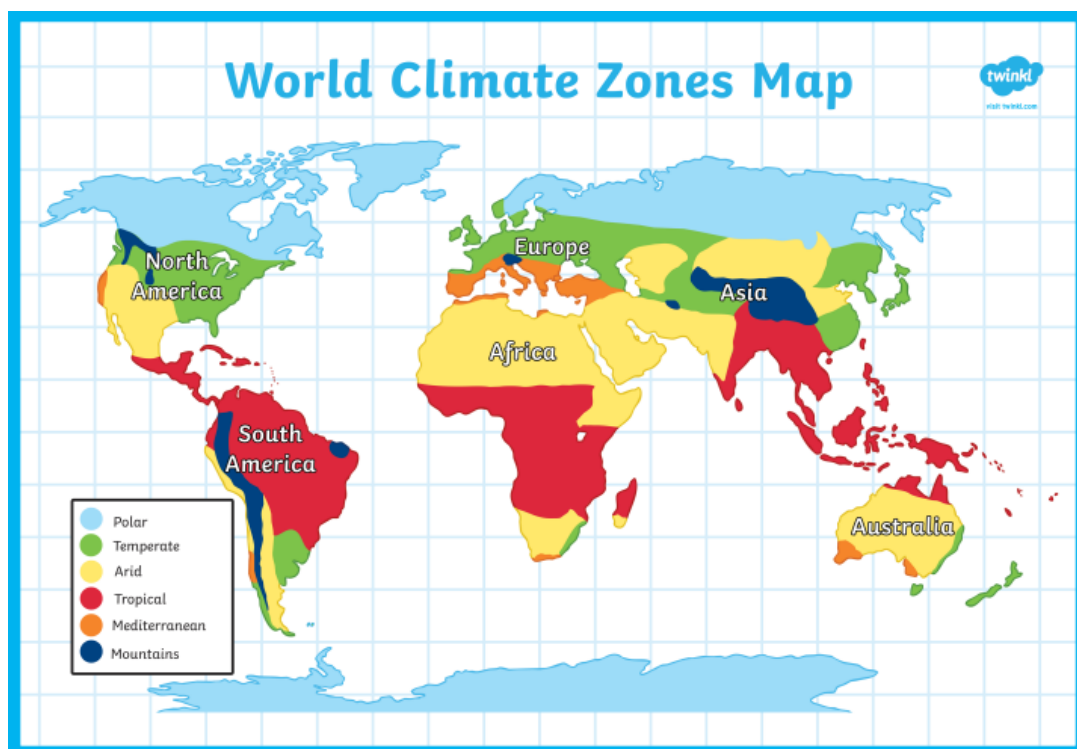 World Climate Zones Map
twinkl
visit twinkl.com
North
America
Europe
Asia
Africa
South
America
Australia
Polar
Temperate
Arid
Tropical
Mediterranean
Mountains